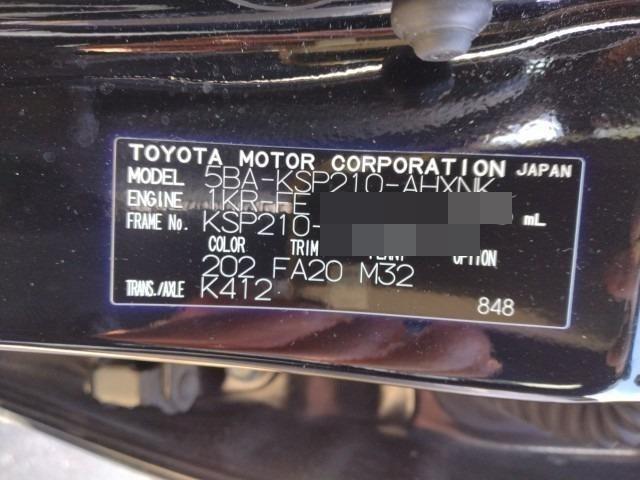 TOYOTA MOTOR CORPORATION JAPAN
MODEL 5BA-KSP210-AHXNK
ENGINE 1KR-FE mL
FRAME No. KSP210-
COLOR TRIM PLANT OPTION
202 FA20 M32
TRANS./AXLE K412
848